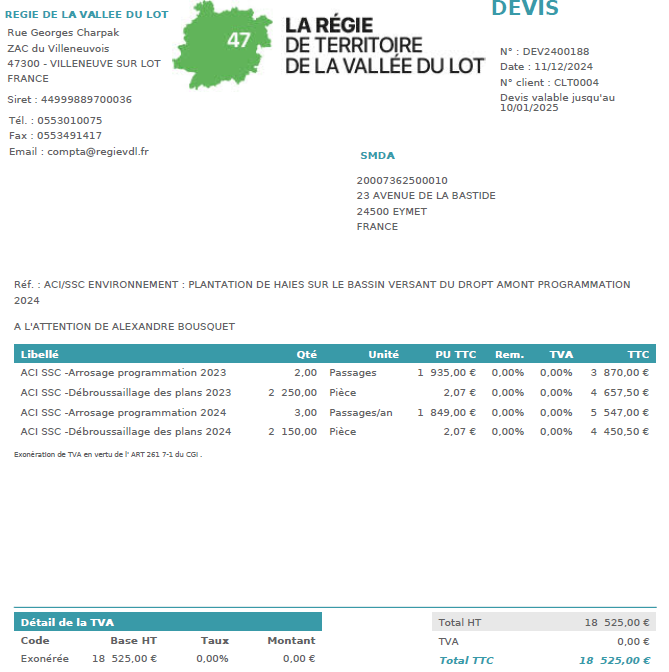 REGIE DE LA VALLEE DU LOT
Rue Georges Charpak
ZAC du Villeneuvois
47300 - VILLENEUVE SUR LOT
FRANCE
Siret : 44999889700036
Tél. : 0553010075
Fax : 0553491417
Email : compta@regievdl.fr
47
LA RÉGIE
DE TERRITOIRE
DE LA VALLÉE DU LOT
DEVIS
N° : DEV2400188
Date : 11/12/2024
N° client : CLT0004
Devis valable jusqu'au
10/01/2025
SMDA
20007362500010
23 AVENUE DE LA BASTIDE
24500 EYMET
FRANCE
Réf. : ACI/SSC ENVIRONNEMENT : PLANTATION DE HAIES SUR LE BASSIN VERSANT DU DROPT AMONT PROGRAMMATION
2024
A L'ATTENTION DE ALEXANDRE BOUSQUET
Libellé Qté Unité PU TTC Rem. TVA TTC
ACI SSC -Arrosage programmation 2023 2,00 Passages 1 935,00 € 0,00% 0,00% 3 870,00 €
ACI SSC -Débroussaillage des plans 2023 2 250,00 Pièce 2,07 € 0,00% 0,00% 4 657,50 €
ACI SSC -Arrosage programmation 2024 3,00 Passages/an 1 849,00 € 0,00% 0,00% 5 547,00 €
ACI SSC -Débroussaillage des plans 2024 2 150,00 Pièce 2,07 € 0,00% 0,00% 4 450,50 €
Exonération de TVA en vertu de l' ART 261 7-1 du CGI .
Détail de la TVA
Code Base HT Taux Montant
Exonérée 18 525,00 € 0,00% 0,00 €
Total HT 18 525,00 €
TVA 0,00 €
Total TTC 18 525,00 €